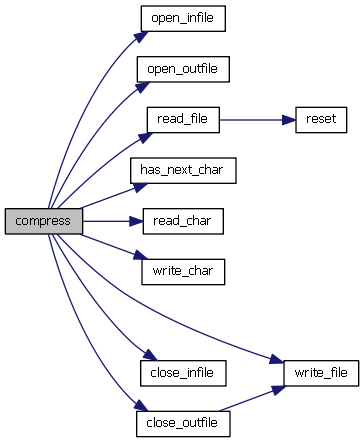 open_infile
open_outfile
read_file
reset
has_next_char
compress
read_char
write_char
close_infile
write_file
close_outfile